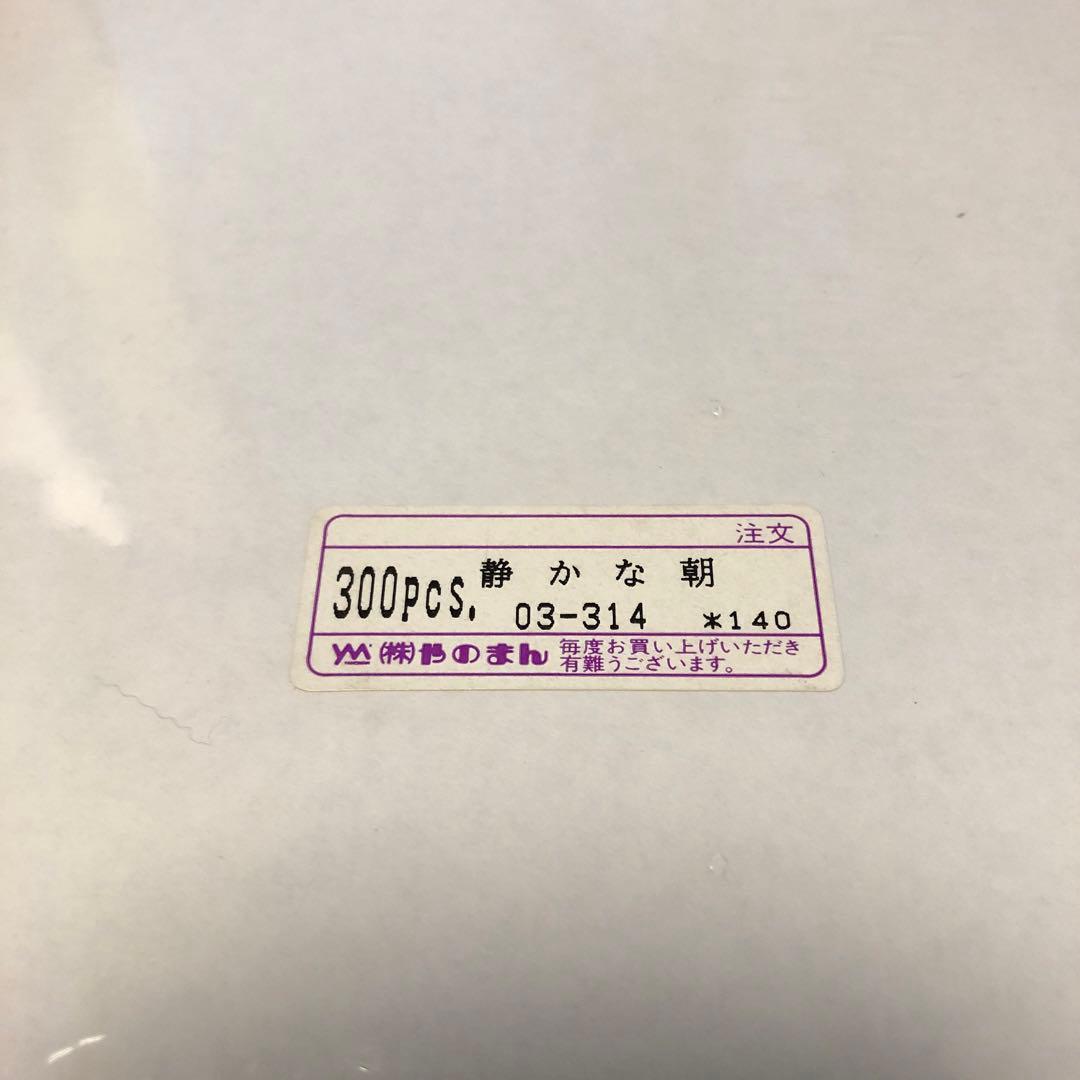 注文
300pcs. 静かな朝
03-314 *140
YM (株)やのまん 毎度お買い上げいただき
有難うございます。